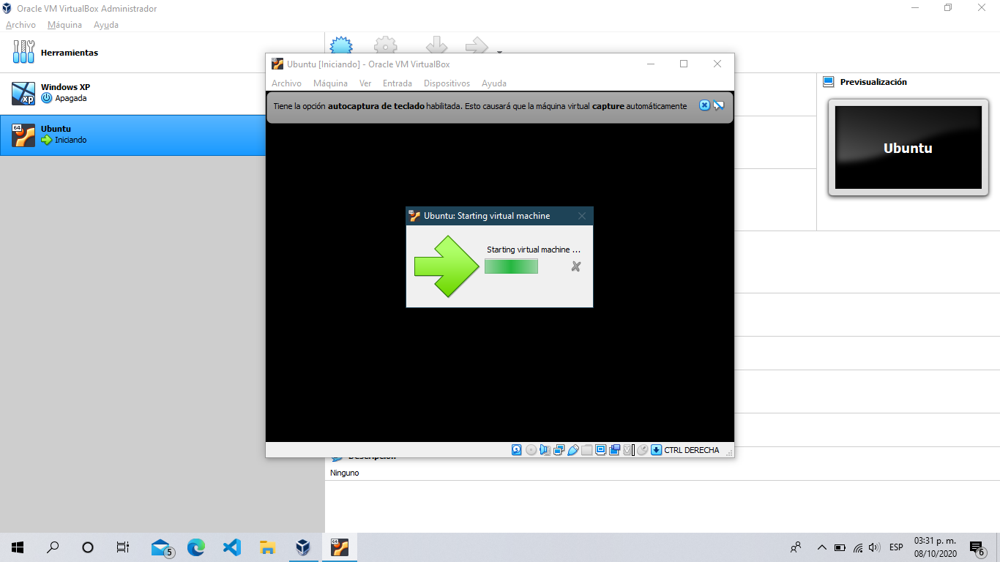 Oracle VM VirtualBox Administrador
Archivo Máquina Ayuda
Herramientas
Windows XP
Apagada
64
Ubuntu
Iniciando
Ubuntu [Iniciando] - Oracle VM VirtualBox
Archivo Máquina Ver Entrada Dispositivos Ayuda
Tiene la opción autocaptura de teclado habilitada. Esto causará que la máquina virtual capture automáticamente
Ubuntu: Starting virtual machine
Starting virtual machine ...
CTRL DERECHA
Previsualización
Ubuntu
Descripción
Ninguno
5
ESP
03:31 p. m.
08/10/2020
6